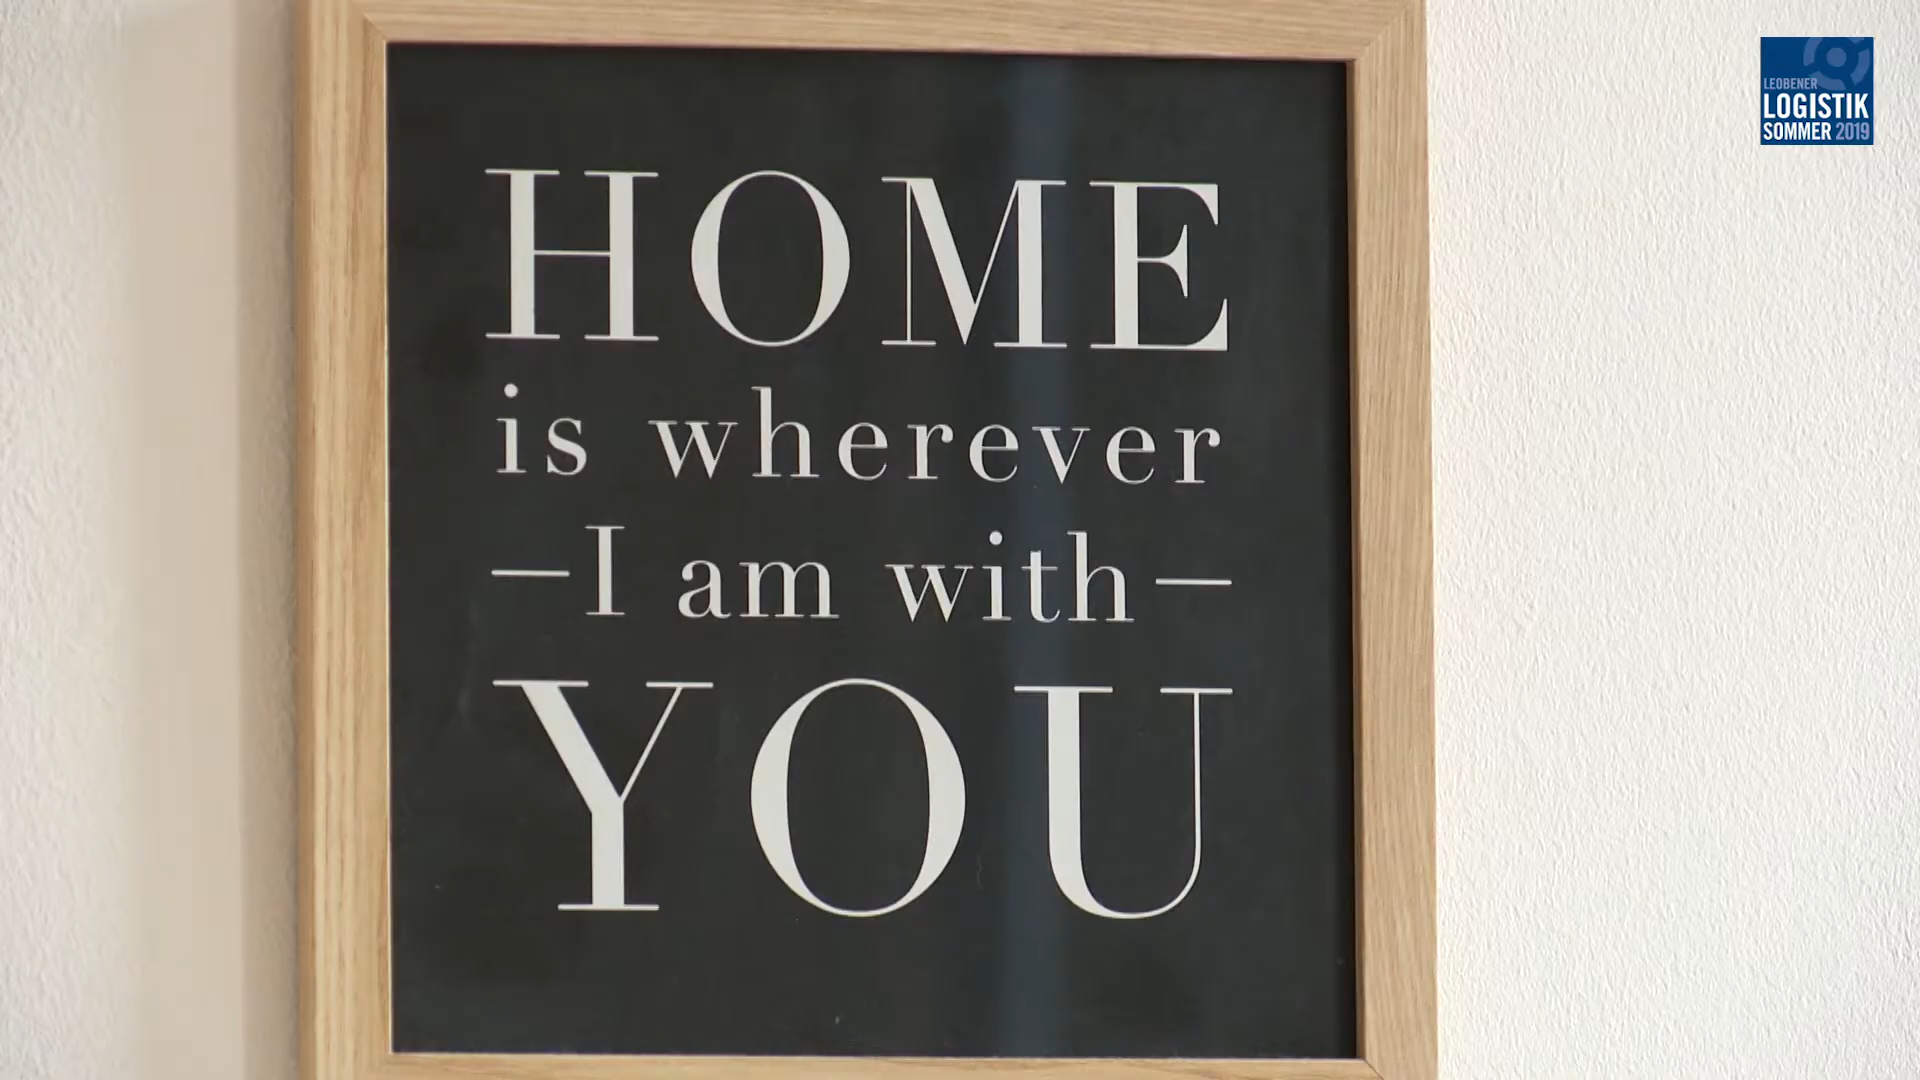 HOME
is wherever
—I am with—
YOU
LEOBENER
LOGISTIK
SOMMER 2019